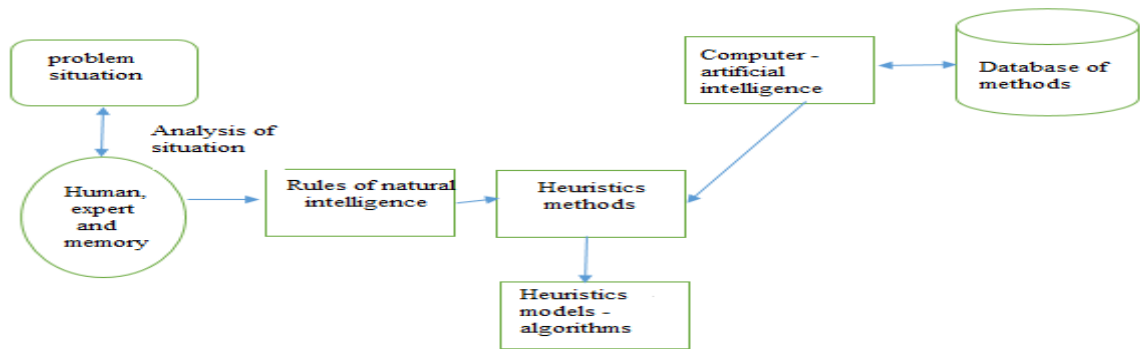 problem
situation
Computer -
artificial
intelligence
Database of
methods
Analysis of
situation
Human,
expert
and
memory
Rules of natural
intelligence
Heuristics
methods
Heuristics
models -
algorithms